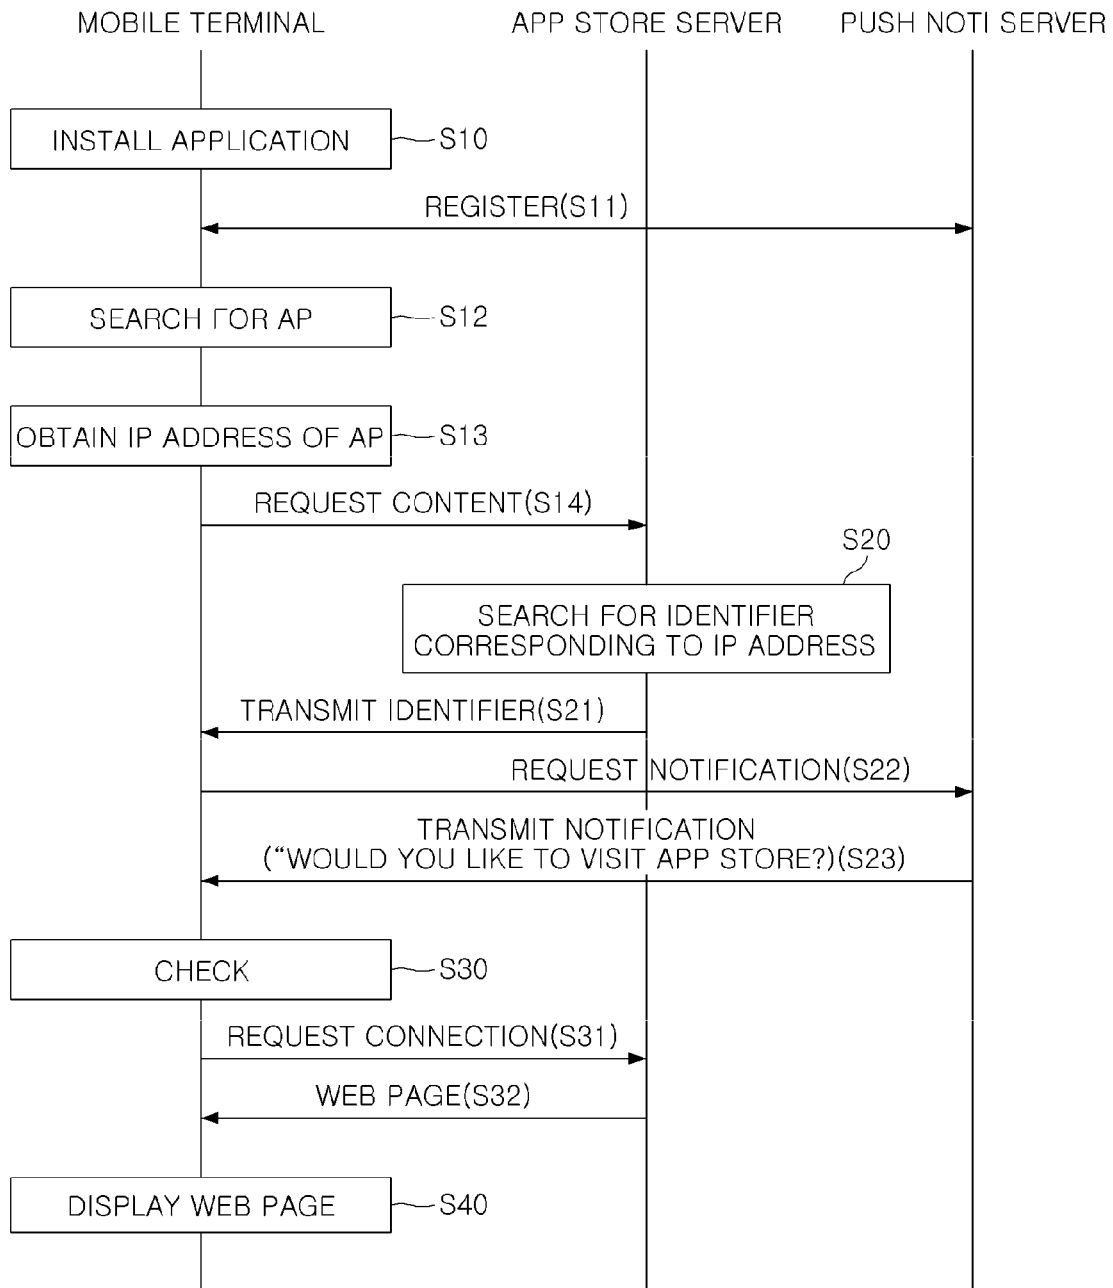 MOBILE TERMINAL
APP STORE SERVER
PUSH NOTI SERVER
INSTALL APPLICATION
S10
REGISTER(S11)
SEARCH FOR AP
S12
OBTAIN IP ADDRESS OF AP
S13
REQUEST CONTENT(S14)
S20
SEARCH FOR IDENTIFIER
CORRESPONDING TO IP ADDRESS
TRANSMIT IDENTIFIER(S21)
REQUEST NOTIFICATION(S22)
TRANSMIT NOTIFICATION
(“WOULD YOU LIKE TO VISIT APP STORE?)(S23)
CHECK
S30
REQUEST CONNECTION(S31)
WEB PAGE(S32)
DISPLAY WEB PAGE
S40